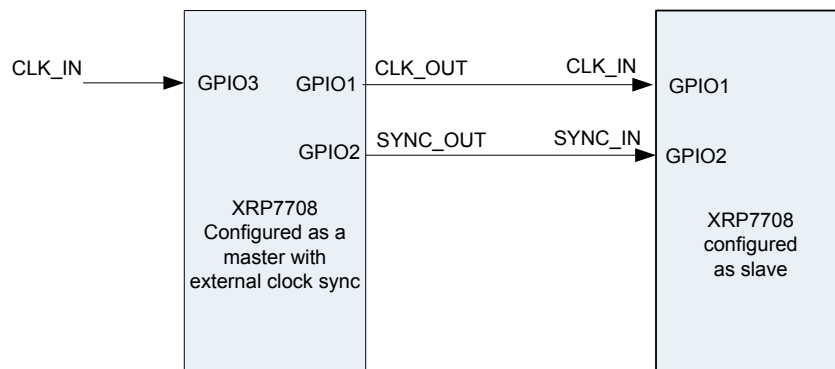 CLK_IN
GPIO3
GPIO1
CLK_OUT
CLK_IN
GPIO1
GPIO2
SYNC_OUT
SYNC_IN
GPIO2
XRP7708
Configured as a
master with
external clock sync
XRP7708
configured
as slave